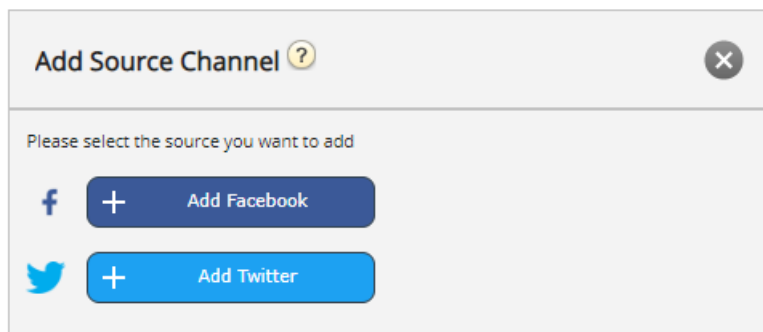 Add Source Channel ?
Please select the source you want to add
Add Facebook
Add Twitter